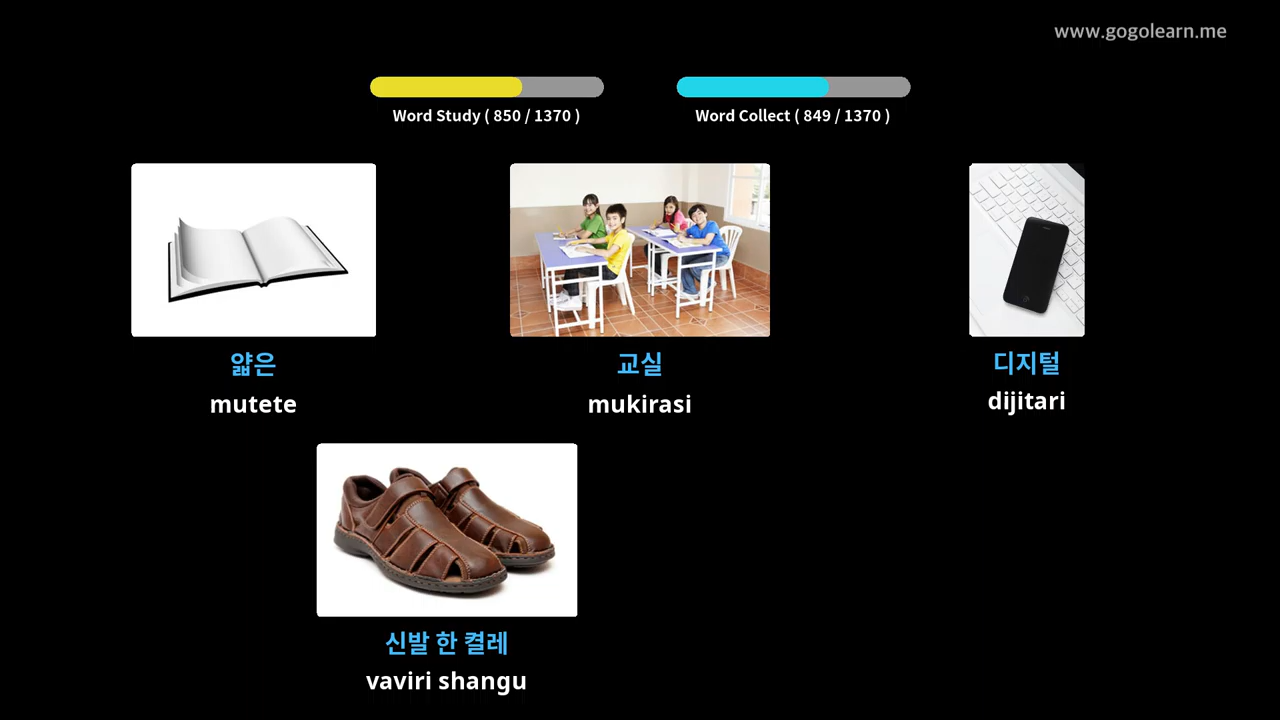 www.gogolearn.me
Word Study ( 850 / 1370 )
Word Collect ( 849 / 1370 )
얇은
mutete
교실
mukirasi
디지털
dijitari
신발 한 켤레
vaviri shangu